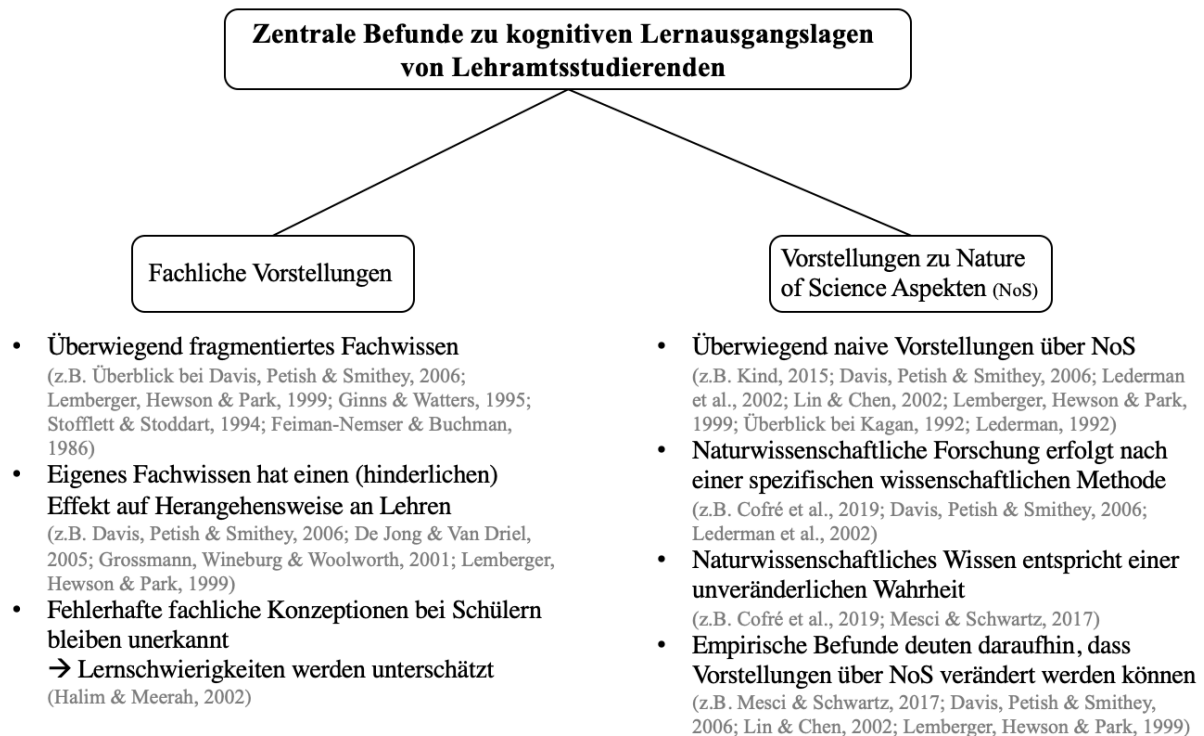 Zentrale Befunde zu kognitiven Lernausgangslagen
von Lehramtsstudierenden
Fachliche Vorstellungen
• Überwiegend fragmentiertes Fachwissen
(z.B. Überblick bei Davis, Petish & Smithey, 2006;
Lemberger, Hewson & Park, 1999; Ginns & Watters, 1995;
Stofflett & Stoddart, 1994; Feiman-Nemser & Buchman,
1986)
• Eigenes Fachwissen hat einen (hinderlichen)
Effekt auf Herangehensweise an Lehren
(z.B. Davis, Petish & Smithey, 2006; De Jong & Van Driel,
2005; Grossmann, Wineburg & Woolworth, 2001; Lemberger,
Hewson & Park, 1999)
• Fehlerhafte fachliche Konzeptionen bei Schülern
bleiben unerkannt
→ Lernschwierigkeiten werden unterschätzt
(Halim & Meerah, 2002)
Vorstellungen zu Nature
of Science Aspekten (NoS)
• Überwiegend naive Vorstellungen über NoS
(z.B. Kind, 2015; Davis, Petish & Smithey, 2006; Lederman
et al., 2002; Lin & Chen, 2002; Lemberger, Hewson & Park,
1999; Überblick bei Kagan, 1992; Lederman, 1992)
• Naturwissenschaftliche Forschung erfolgt nach
einer spezifischen wissenschaftlichen Methode
(z.B. Cofré et al., 2019; Davis, Petish & Smithey, 2006;
Lederman et al., 2002)
• Naturwissenschaftliches Wissen entspricht einer
unveränderlichen Wahrheit
(z.B. Cofré et al., 2019; Mesci & Schwartz, 2017)
• Empirische Befunde deuten daraufhin, dass
Vorstellungen über NoS verändert werden können
(z.B. Mesci & Schwartz, 2017; Davis, Petish & Smithey,
2006; Lin & Chen, 2002; Lemberger, Hewson & Park, 1999)